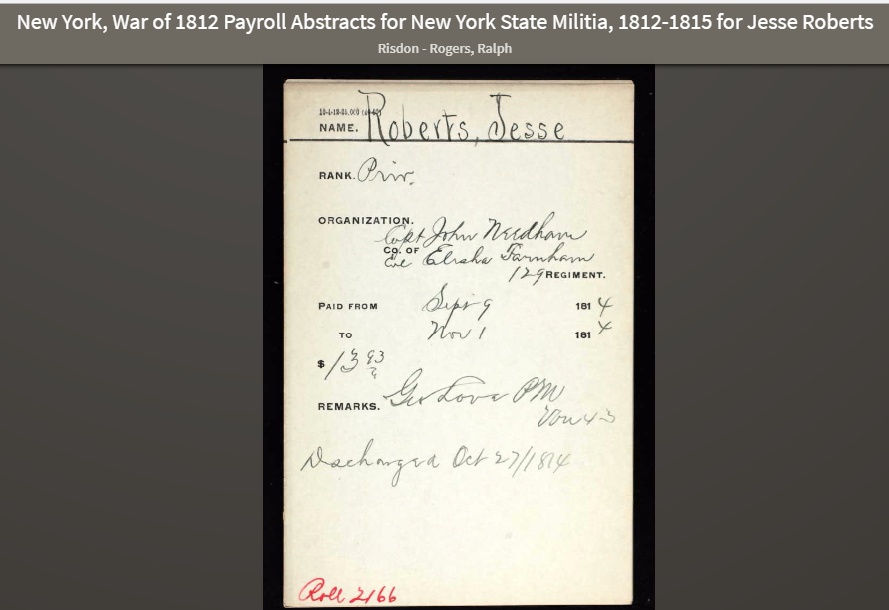 New York, War of 1812 Payroll Abstracts for New York State Militia, 1812-1815 for Jesse Roberts
Risdon - Rogers, Ralph
NAME. Roberts, Jesse
RANK. Priv.
ORGANIZATION.
Capt John Needham
CO. OF
Col Elisha Farnham
129 REGIMENT.
PAID FROM Sept 9 1814
TO Nov 1 1814
$ 13 93
REMARKS. PM
Vou 43
Discharged Oct 27/1814
Roll 2166